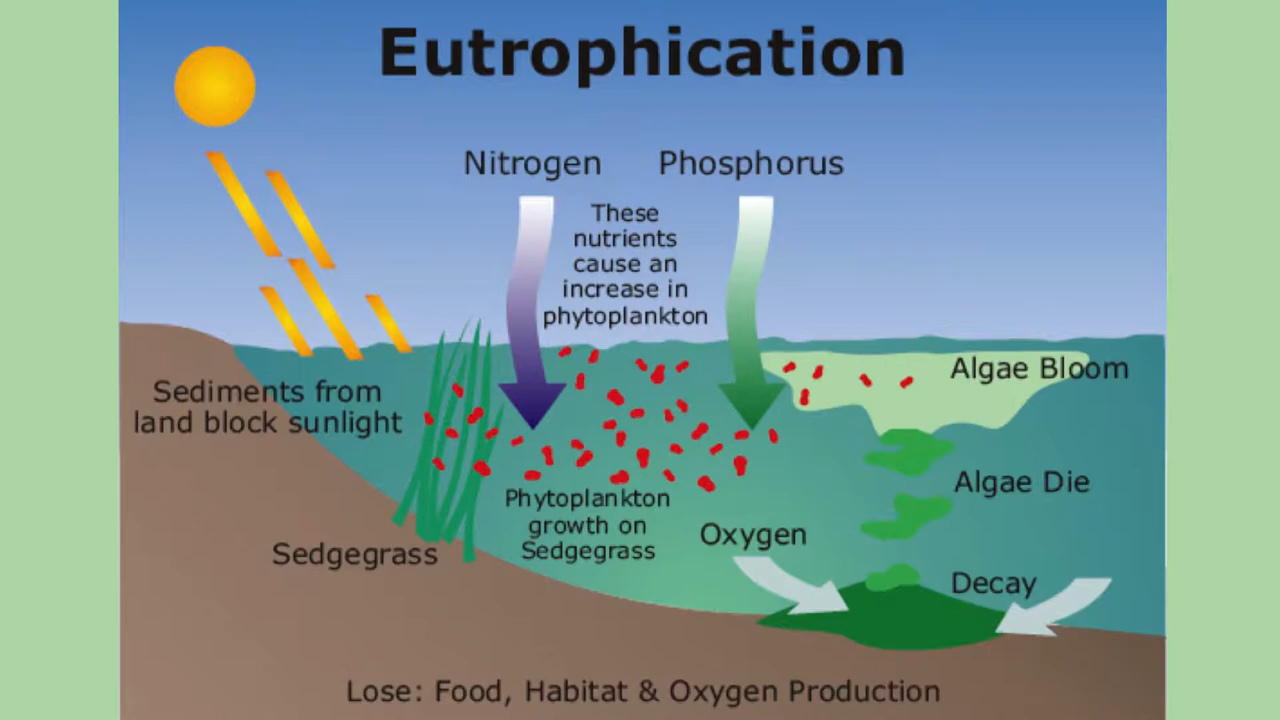 Eutrophication
Nitrogen
Phosphorus
These
nutrients
cause an
increase in
phytoplankton
Sediments from
land block sunlight
Algae Bloom
Algae Die
Phytoplankton
growth on
Sedgegrass
Oxygen
Sedgegrass
Decay
Lose: Food, Habitat & Oxygen Production